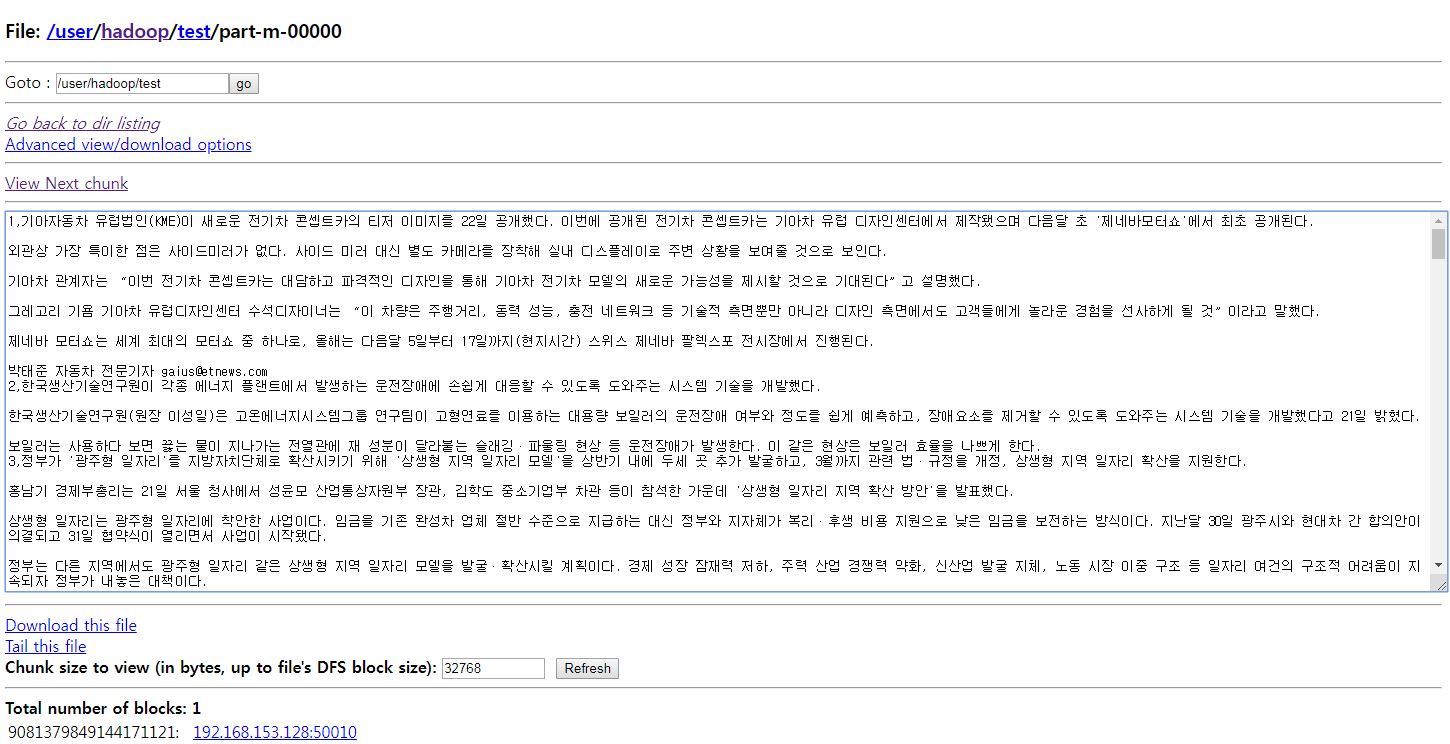 File: /user/hadoop/test/part-m-00000
Goto : /user/hadoop/test go
Go back to dir listing
Advanced view/download options
View Next chunk
1,기아자동차 유럽법인(KME)이 새로운 전기차 콘셉트카의 티저 이미지를 22일 공개했다. 이번에 공개된 전기차 콘셉트카는 기아차 유럽 디자인센터에서 제작됐으며 다음달 초 '제네바모터쇼'에서 최초 공개된다.
외관상 가장 특이한 점은 사이드미러가 없다. 사이드 미러 대신 별도 카메라를 장착해 실내 디스플레이로 주변 상황을 보여줄 것으로 보인다.
기아차 관계자는 “이번 전기차 콘셉트카는 대담하고 파격적인 디자인을 통해 기아차 전기차 모델의 새로운 가능성을 제시할 것으로 기대된다”고 설명했다.
그레고리 기욤 기아차 유럽디자인센터 수석디자이너는 “이 차량은 주행거리, 동력 성능, 충전 네트워크 등 기술적 측면뿐만 아니라 디자인 측면에서도 고객들에게 놀라운 경험을 선사하게 될 것”이라고 말했다.
제네바 모터쇼는 세계 최대의 모터쇼 중 하나로, 올해는 다음달 5일부터 17일까지(현지시간) 스위스 제네바 팔렉스포 전시장에서 진행된다.
박태준 자동차 전문기자 gaius@etnews.com
2,한국생산기술연구원이 각종 에너지 플랜트에서 발생하는 운전장애에 손쉽게 대응할 수 있도록 도와주는 시스템 기술을 개발했다.
한국생산기술연구원(원장 이성일)은 고온에너지시스템그룹 연구팀이 고형연료를 이용하는 대용량 보일러의 운전장애 여부와 정도를 쉽게 예측하고, 장애요소를 제거할 수 있도록 도와주는 시스템 기술을 개발했다고 21일 밝혔다.
보일러는 사용하다 보면 끓는 물이 지나가는 전열관에 재 성분이 달라붙는 슬래깅·파울링 현상 등 운전장애가 발생한다. 이 같은 현상은 보일러 효율을 나쁘게 한다.
3,정부가 '광주형 일자리'를 지방자치단체로 확산시키기 위해 '상생형 지역 일자리 모델'을 상반기 내에 두세 곳 추가 발굴하고, 3월까지 관련 법·규정을 개정, 상생형 지역 일자리 확산을 지원한다.
홍남기 경제부총리는 21일 서울 청사에서 성윤모 산업통상자원부 장관, 김학도 중소기업부 차관 등이 참석한 가운데 '상생형 일자리 지역 확산 방안'을 발표했다.
상생형 일자리는 광주형 일자리에 착안한 사업이다. 임금을 기존 완성차 업체 절반 수준으로 지급하는 대신 정부와 지자체가 복리·후생 비용 지원으로 낮은 임금을 보전하는 방식이다. 지난달 30일 광주시와 현대차 간 합의안이
의결되고 31일 협약식이 열리면서 사업이 시작됐다.
정부는 다른 지역에서도 광주형 일자리 같은 상생형 지역 일자리 모델을 발굴·확산시킬 계획이다. 경제 성장 잠재력 저하, 주력 산업 경쟁력 약화, 신산업 발굴 지체, 노동 시장 이중 구조 등 일자리 여건의 구조적 어려움이 지
속되자 정부가 내놓은 대책이다.
Download this file
Tail this file
Chunk size to view (in bytes, up to file's DFS block size): 32768 Refresh
Total number of blocks: 1
9081379849144171121: 192.168.153.128:50010